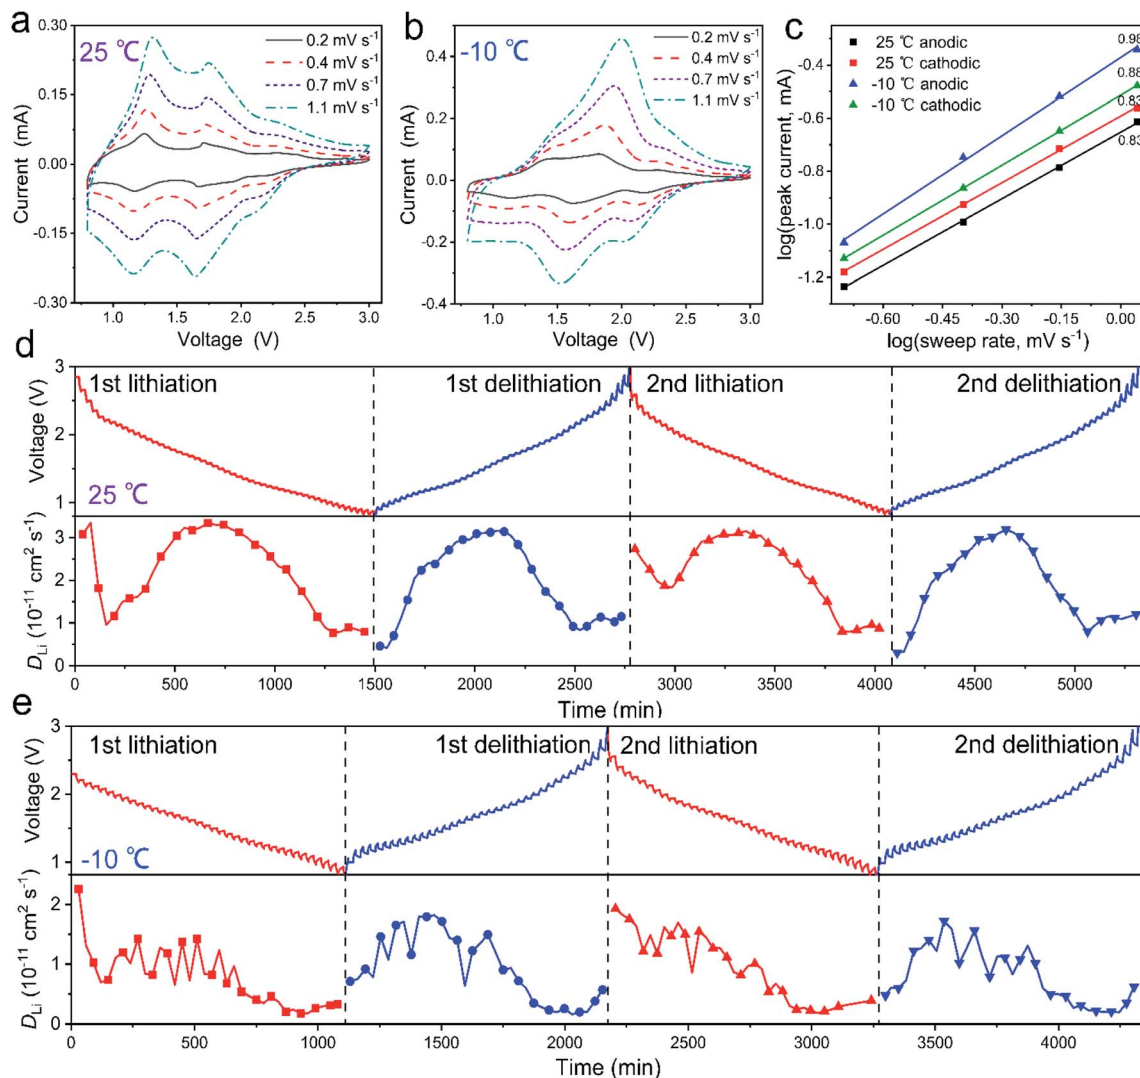 a
25 ℃
0.2 mV s⁻¹
0.4 mV s⁻¹
0.7 mV s⁻¹
1.1 mV s⁻¹
0.30
0.15
0.00
-0.15
-0.30
Current (mA)
1.0 1.5 2.0 2.5 3.0
Voltage (V)
b
-10 ℃
0.2 mV s⁻¹
0.4 mV s⁻¹
0.7 mV s⁻¹
1.1 mV s⁻¹
0.4
0.2
0.0
-0.2
-0.4
Current (mA)
1.0 1.5 2.0 2.5 3.0
Voltage (V)
c
25 ℃ anodic
25 ℃ cathodic
-10 ℃ anodic
-10 ℃ cathodic
0.98
0.88
0.83
0.83
-0.4
-0.6
-0.8
-1.0
-1.2
log(peak current, mA)
-0.60 -0.45 -0.30 -0.15 0.00
log(sweep rate, mV s⁻¹)
d
1st lithiation 1st delithiation 2nd lithiation 2nd delithiation
25 ℃
3
2
1
Voltage (V)
3
2
1
0
D_Li (10⁻¹¹ cm² s⁻¹)
0 500 1000 1500 2000 2500 3000 3500 4000 4500 5000
Time (min)
e
1st lithiation 1st delithiation 2nd lithiation 2nd delithiation
-10 ℃
3
2
1
Voltage (V)
2
1
0
D_Li (10⁻¹¹ cm² s⁻¹)
0 500 1000 1500 2000 2500 3000 3500 4000
Time (min)